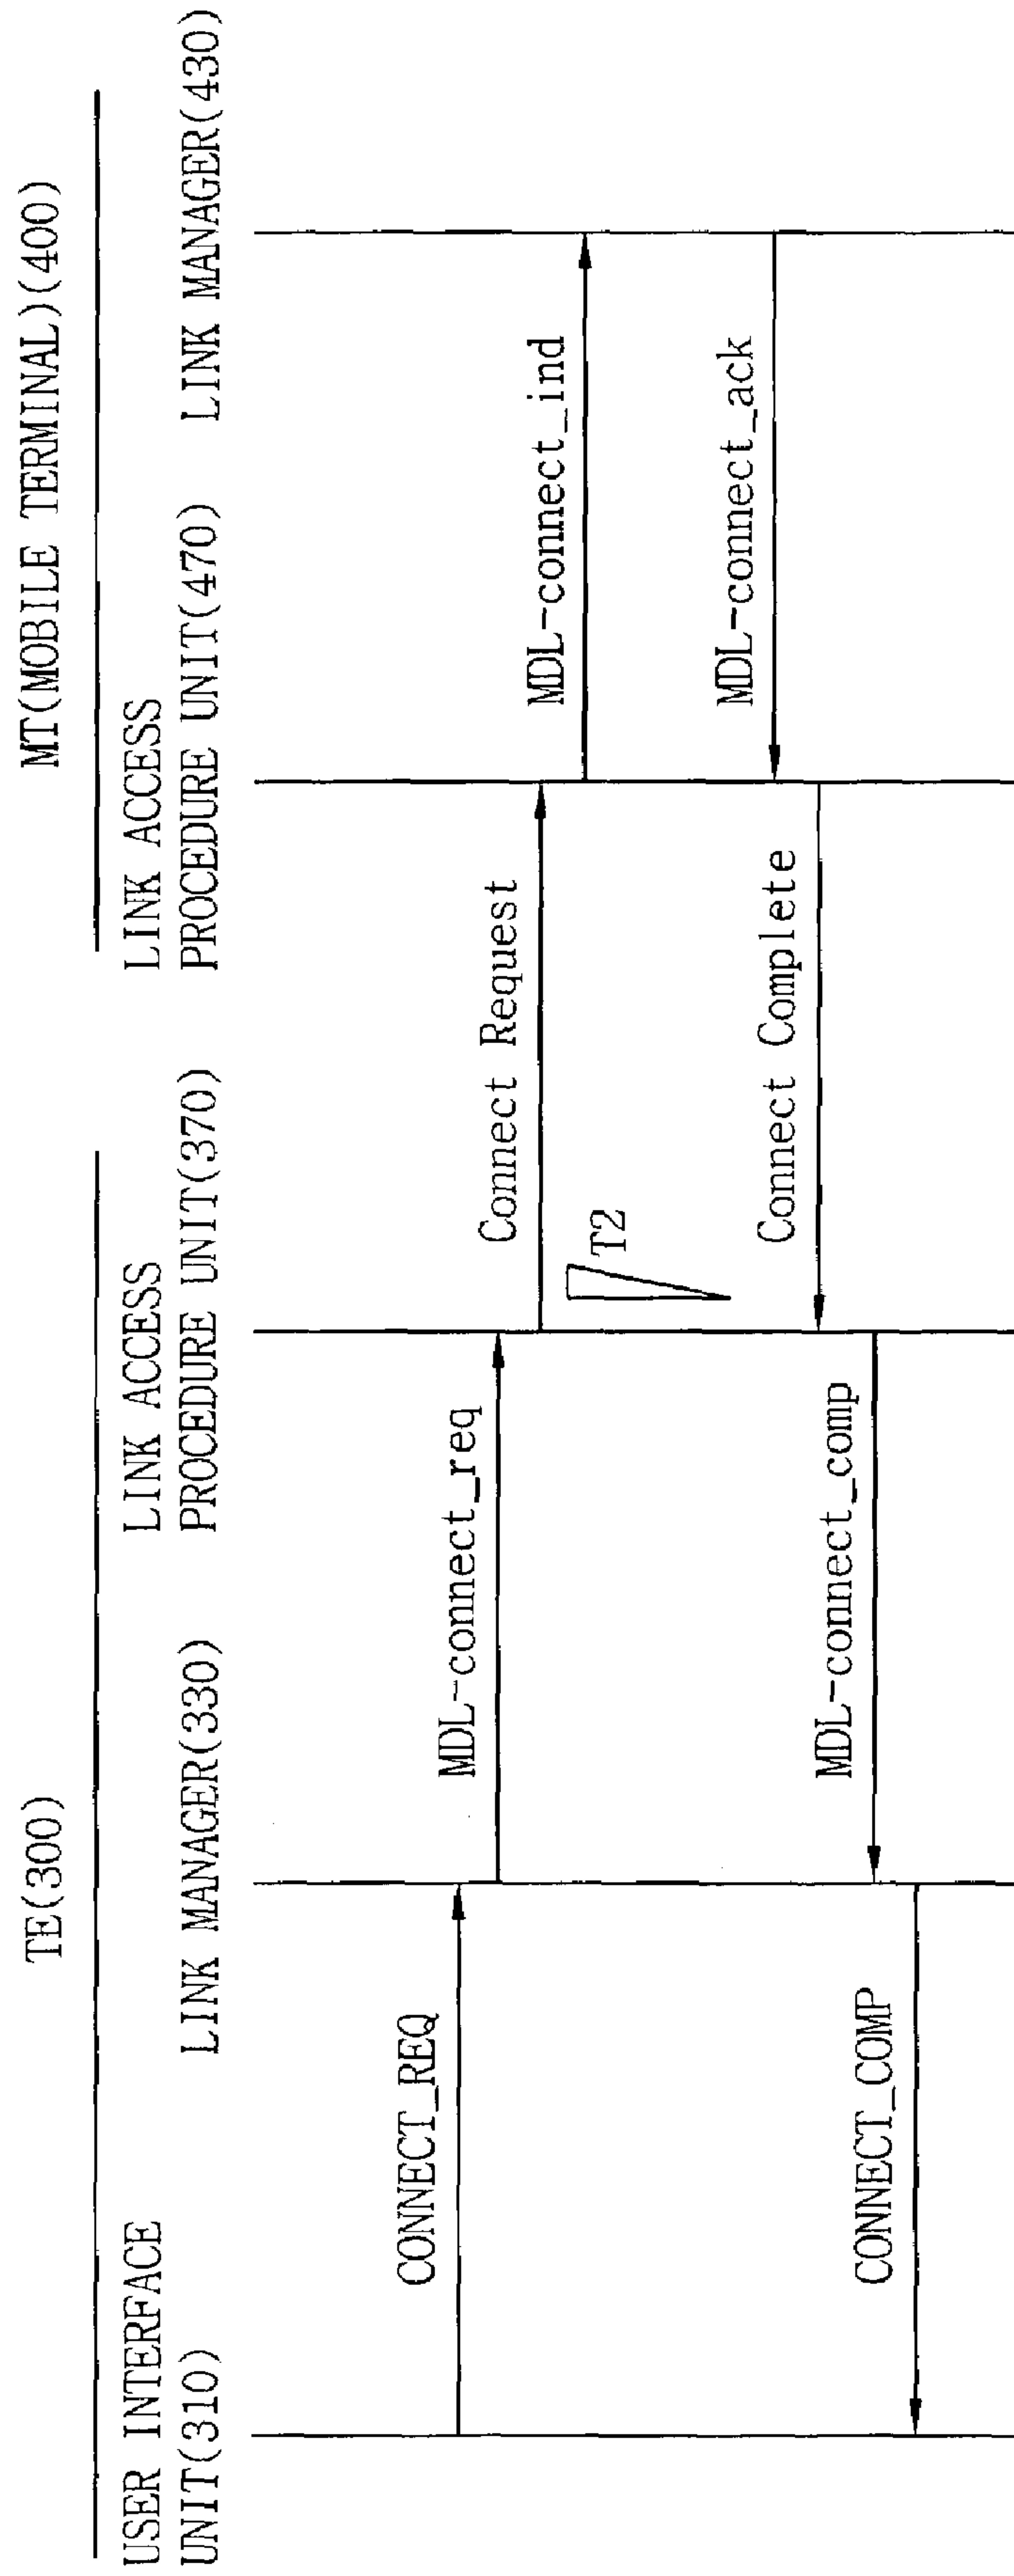 TE(300)
MT(MOBILE TERMINAL)(400)
USER INTERFACE
UNIT(310)
LINK MANAGER(330)
LINK ACCESS
PROCEDURE UNIT(370)
LINK ACCESS
PROCEDURE UNIT(470)
LINK MANAGER(430)
CONNECT_REQ
MDL-connect_req
Connect Request
MDL-connect_ind
T2
MDL-connect_ack
Connect Complete
MDL-connect_comp
CONNECT_COMP